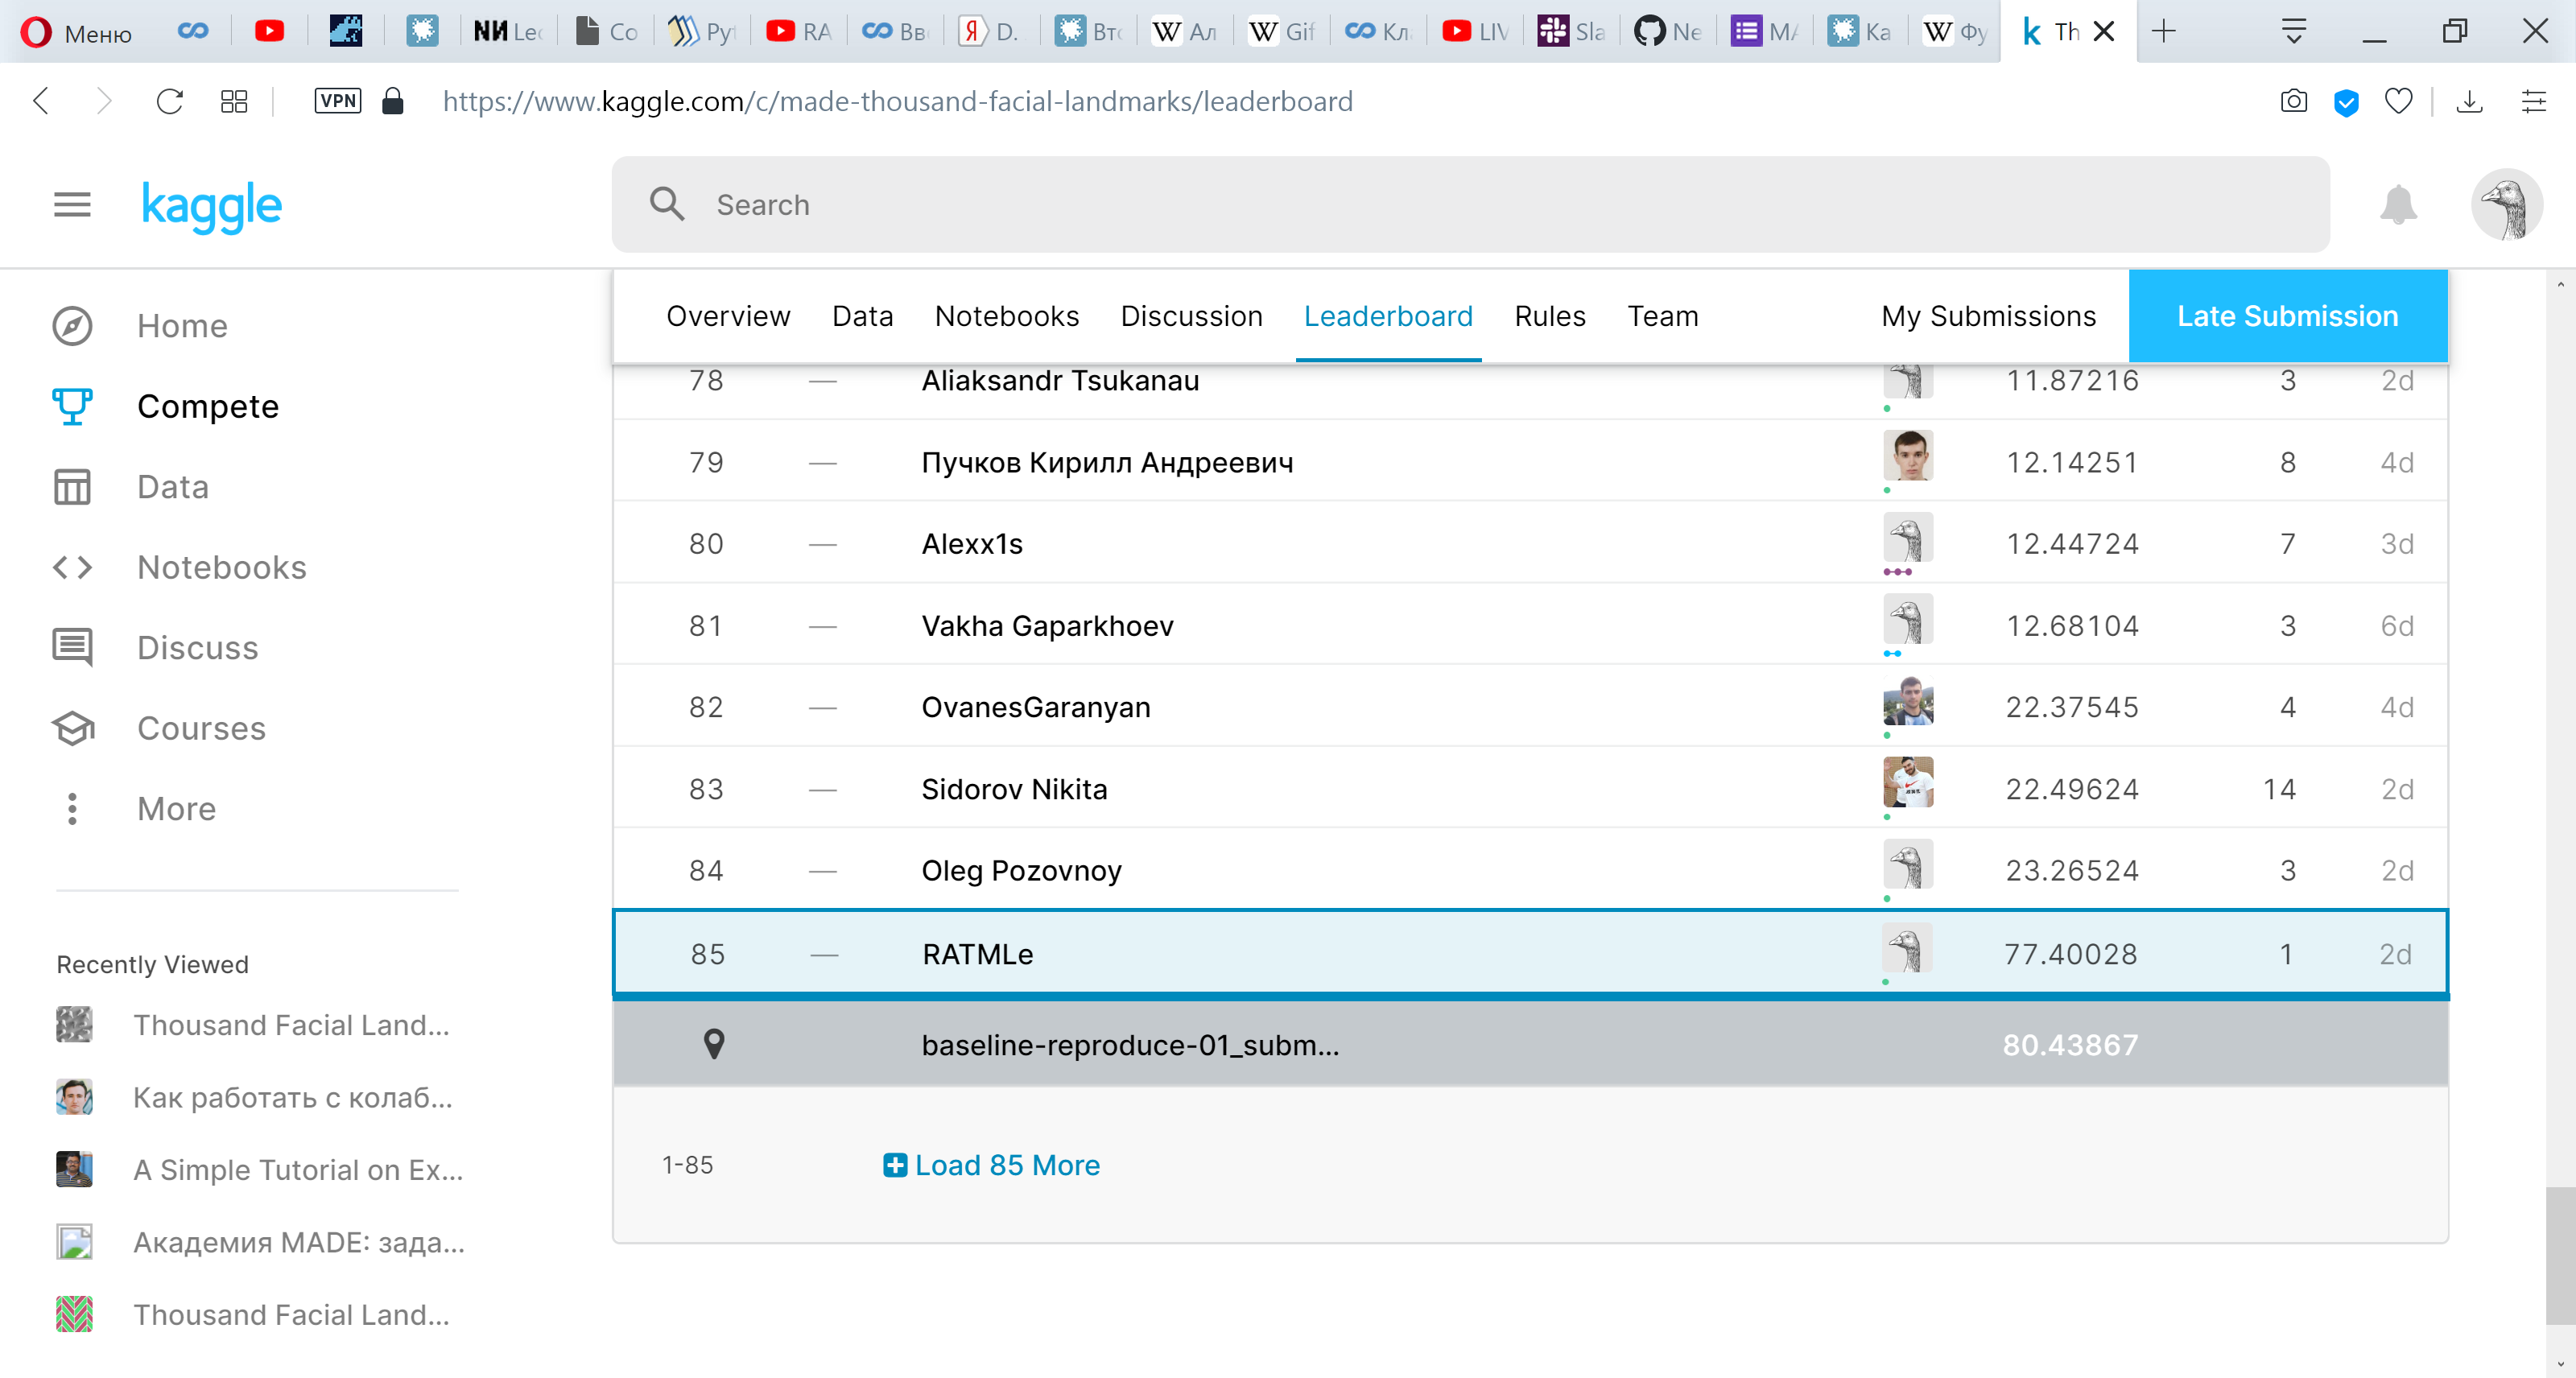 Меню
NИ Lec
Co
Pyt
RA
Вв
Я D.
Вто
W Ал
W Gif
Кл
LIV
Sla
Ne
MA
Ка
W Фу
k Th
VPN
https://www.kaggle.com/c/made-thousand-facial-landmarks/leaderboard
kaggle
Search
Home
Compete
Data
Notebooks
Discuss
Courses
More
Recently Viewed
Thousand Facial Land...
Как работать с колаб...
A Simple Tutorial on Ex...
Академия MADE: зада...
Thousand Facial Land...
Overview Data Notebooks Discussion Leaderboard Rules Team My Submissions Late Submission
78 — Aliaksandr Tsukanau 11.87216 3 2d
79 — Пучков Кирилл Андреевич 12.14251 8 4d
80 — Alexx1s 12.44724 7 3d
81 — Vakha Gaparkhoev 12.68104 3 6d
82 — OvanesGaranyan 22.37545 4 4d
83 — Sidorov Nikita 22.49624 14 2d
84 — Oleg Pozovnoy 23.26524 3 2d
85 — RATMLe 77.40028 1 2d
baseline-reproduce-01_subm... 80.43867
1-85 Load 85 More